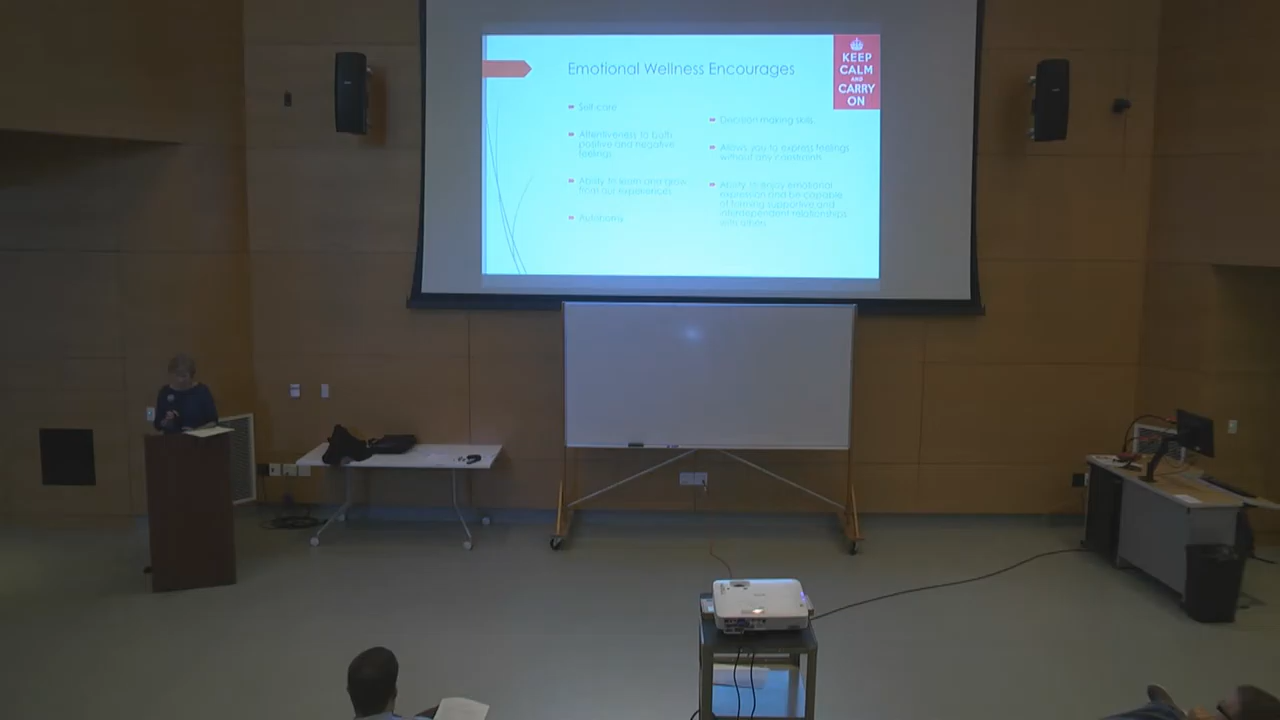 Emotional Wellness Encourages
KEEP
CALM
AND
CARRY
ON
Self care
Attentiveness to both
positive and negative
feelings
Ability to learn and grow
from our experiences
Autonomy
Decision making skills
Allows you to express feelings
without any constraints
Ability to enjoy emotional
expression and be capable
of forming supportive and
interdependent relationships
with others